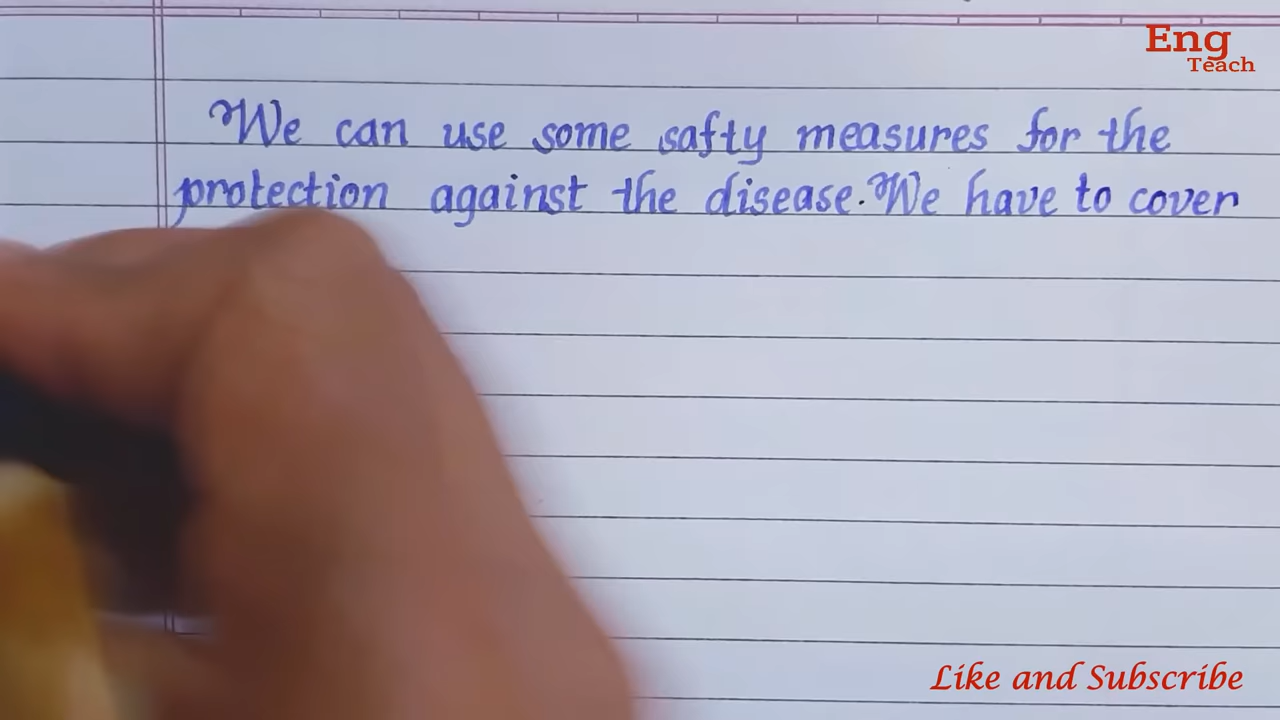 Eng
Teach
We can use some safty measures for the
protection against the disease. We have to cover
Like and Subscribe